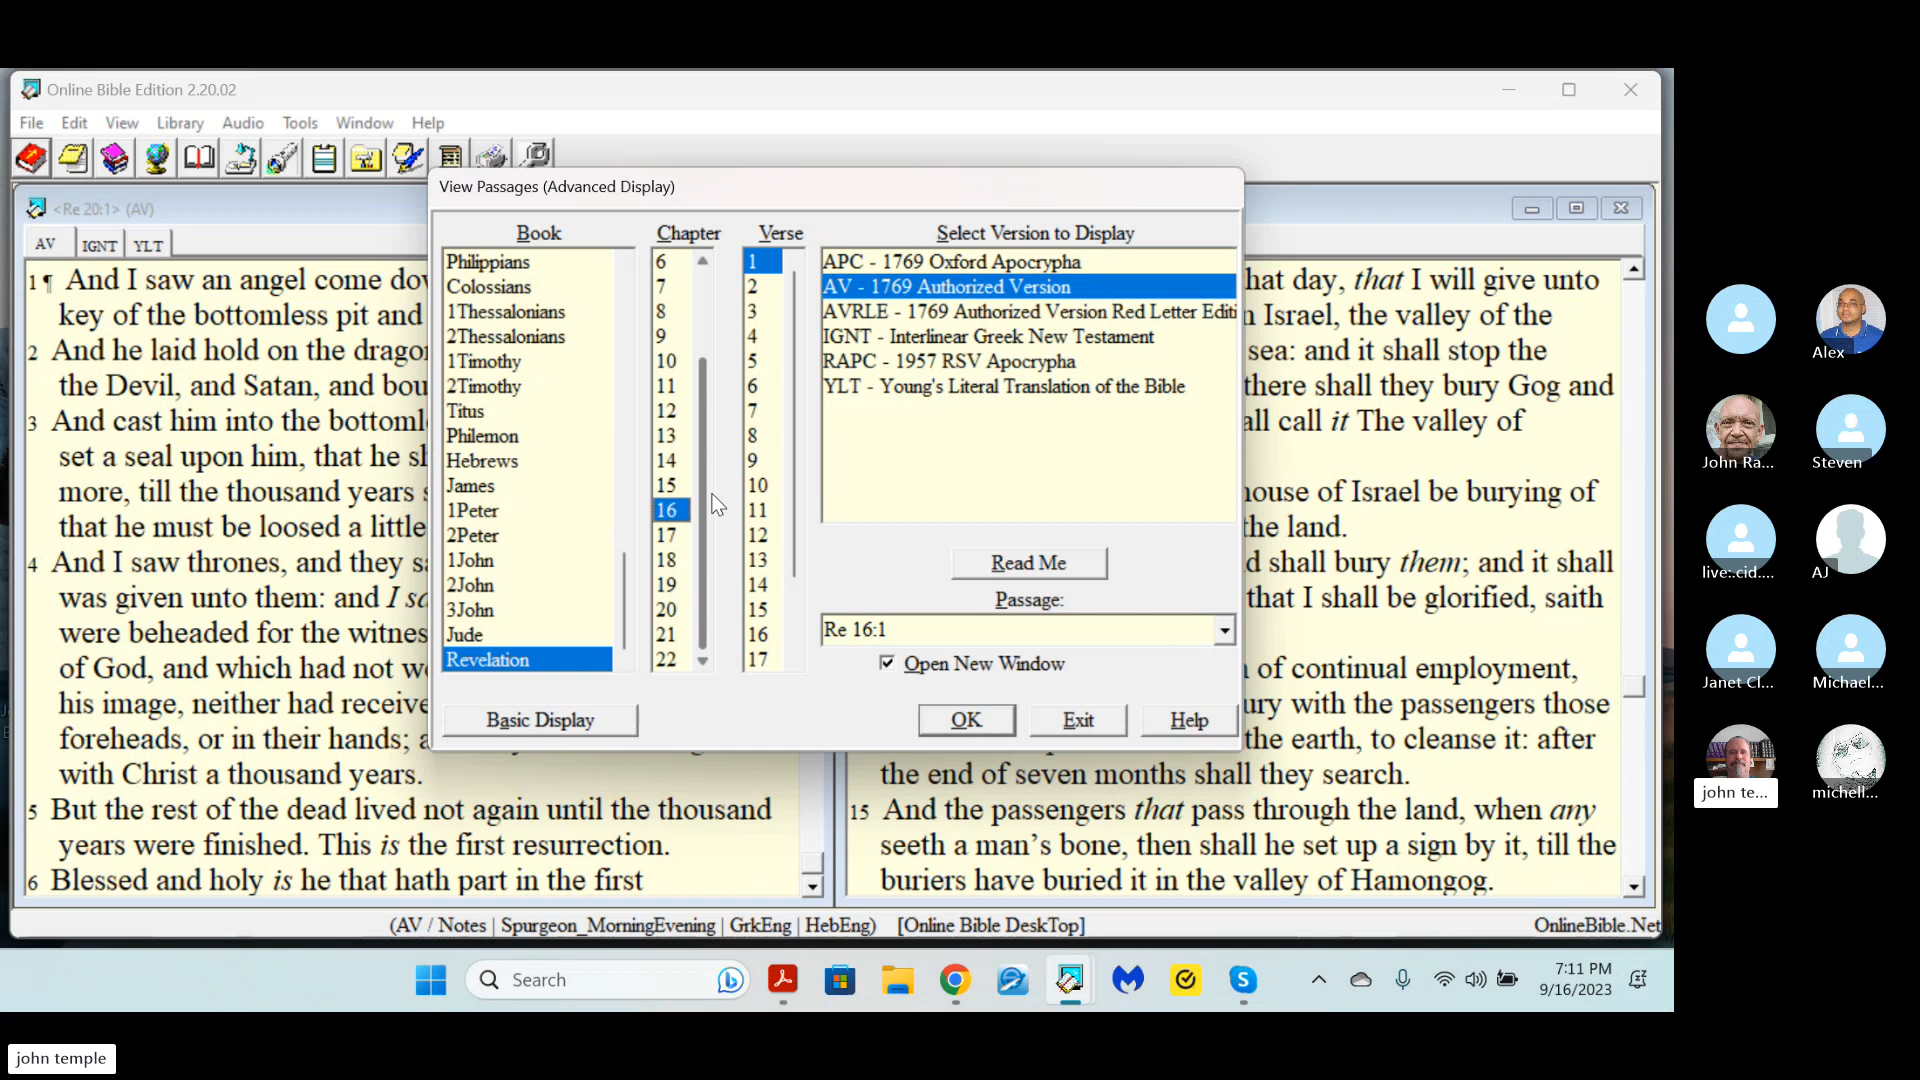 Online Bible Edition 2.20.02
File Edit View Library Audio Tools Window Help
View Passages (Advanced Display)
<Re 20:1> (AV)
AV IGNT YLT
1 ¶ And I saw an angel come dov
key of the bottomless pit and
2 And he laid hold on the drago
the Devil, and Satan, and bou
3 And cast him into the bottoml
set a seal upon him, that he sh
more, till the thousand years s
that he must be loosed a little
4 And I saw thrones, and they sa
was given unto them: and I sa
were beheaded for the witnes
of God, and which had not wo
his image, neither had receive
foreheads, or in their hands; a
with Christ a thousand years.
5 But the rest of the dead lived not again until the thousand
years were finished. This is the first resurrection.
6 Blessed and holy is he that hath part in the first
Book
Philippians
Colossians
1Thessalonians
2Thessalonians
1Timothy
2Timothy
Titus
Philemon
Hebrews
James
1Peter
2Peter
1John
2John
3John
Jude
Revelation
Basic Display
Chapter
6
7
8
9
10
11
12
13
14
15
16
17
18
19
20
21
22
Verse
1
2
3
4
5
6
7
8
9
10
11
12
13
14
15
16
17
Select Version to Display
APC - 1769 Oxford Apocrypha
AV - 1769 Authorized Version
AVRLE - 1769 Authorized Version Red Letter Editi
IGNT - Interlinear Greek New Testament
RAPC - 1957 RSV Apocrypha
YLT - Young's Literal Translation of the Bible
Read Me
Passage:
Re 16:1
Open New Window
OK Exit Help
hat day, that I will give unto
n Israel, the valley of the
sea: and it shall stop the
there shall they bury Gog and
all call it The valley of
house of Israel be burying of
the land.
d shall bury them; and it shall
that I shall be glorified, saith
of continual employment,
ury with the passengers those
the earth, to cleanse it: after
the end of seven months shall they search.
15 And the passengers that pass through the land, when any
seeth a man’s bone, then shall he set up a sign by it, till the
buriers have buried it in the valley of Hamongog.
(AV / Notes | Spurgeon_MorningEvening | GrkEng | HebEng) [Online Bible DeskTop] OnlineBible.Net
Search
7:11 PM
9/16/2023
Alex
John Ra...
Steven
live:.cid....
AJ
Janet Cl...
Michael...
john te...
michell...
john temple